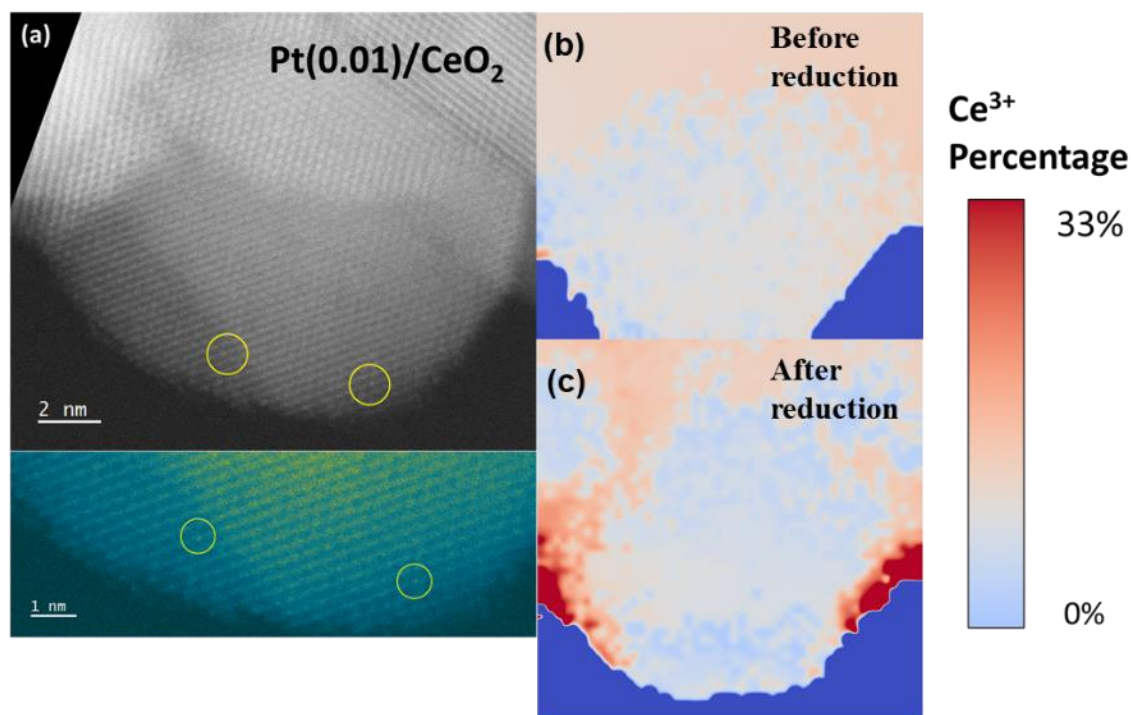 (a)
Pt(0.01)/CeO₂
2 nm
1 nm
(b)
Before
reduction
(c)
After
reduction
Ce³⁺
Percentage
33%
0%